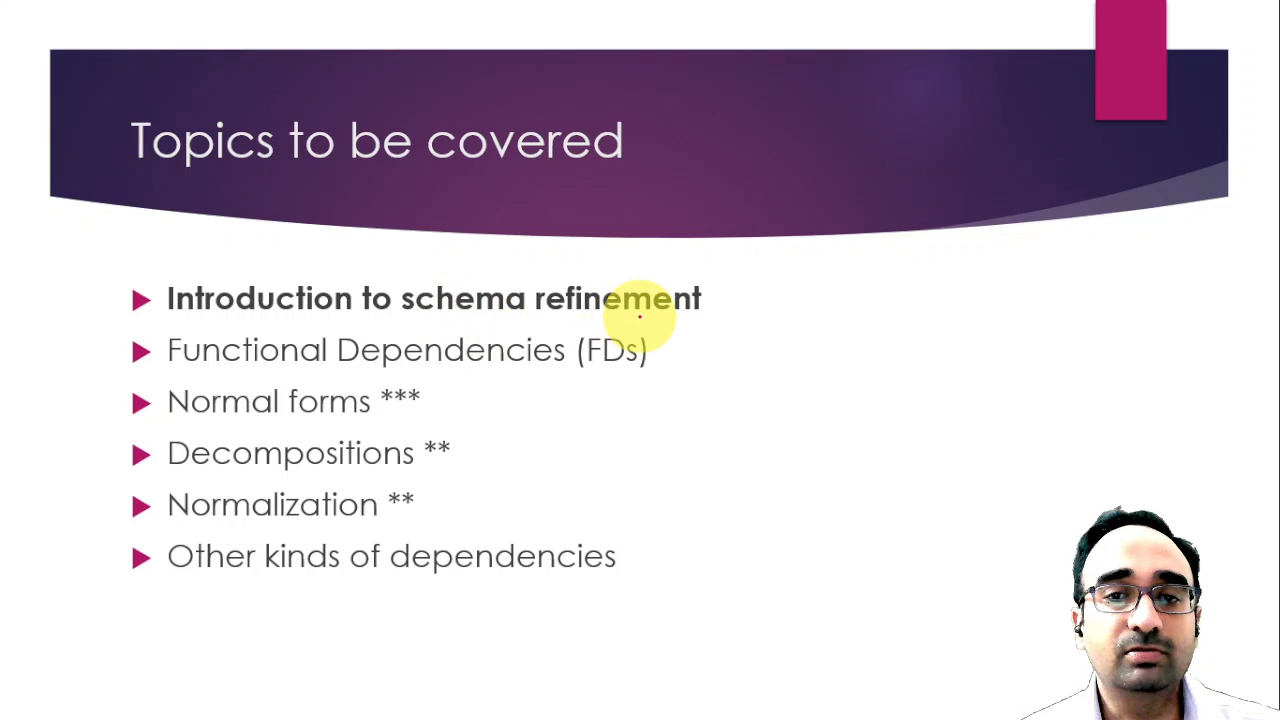 Topics to be covered
Introduction to schema refinement
Functional Dependencies (FDs)
Normal forms ***
Decompositions **
Normalization **
Other kinds of dependencies